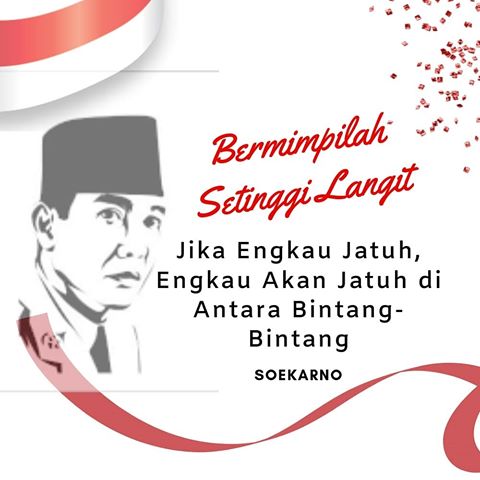 Bermimpilah
Setinggi Langit
Jika Engkau Jatuh,
Engkau Akan Jatuh di
Antara Bintang-
Bintang
SOEKARNO